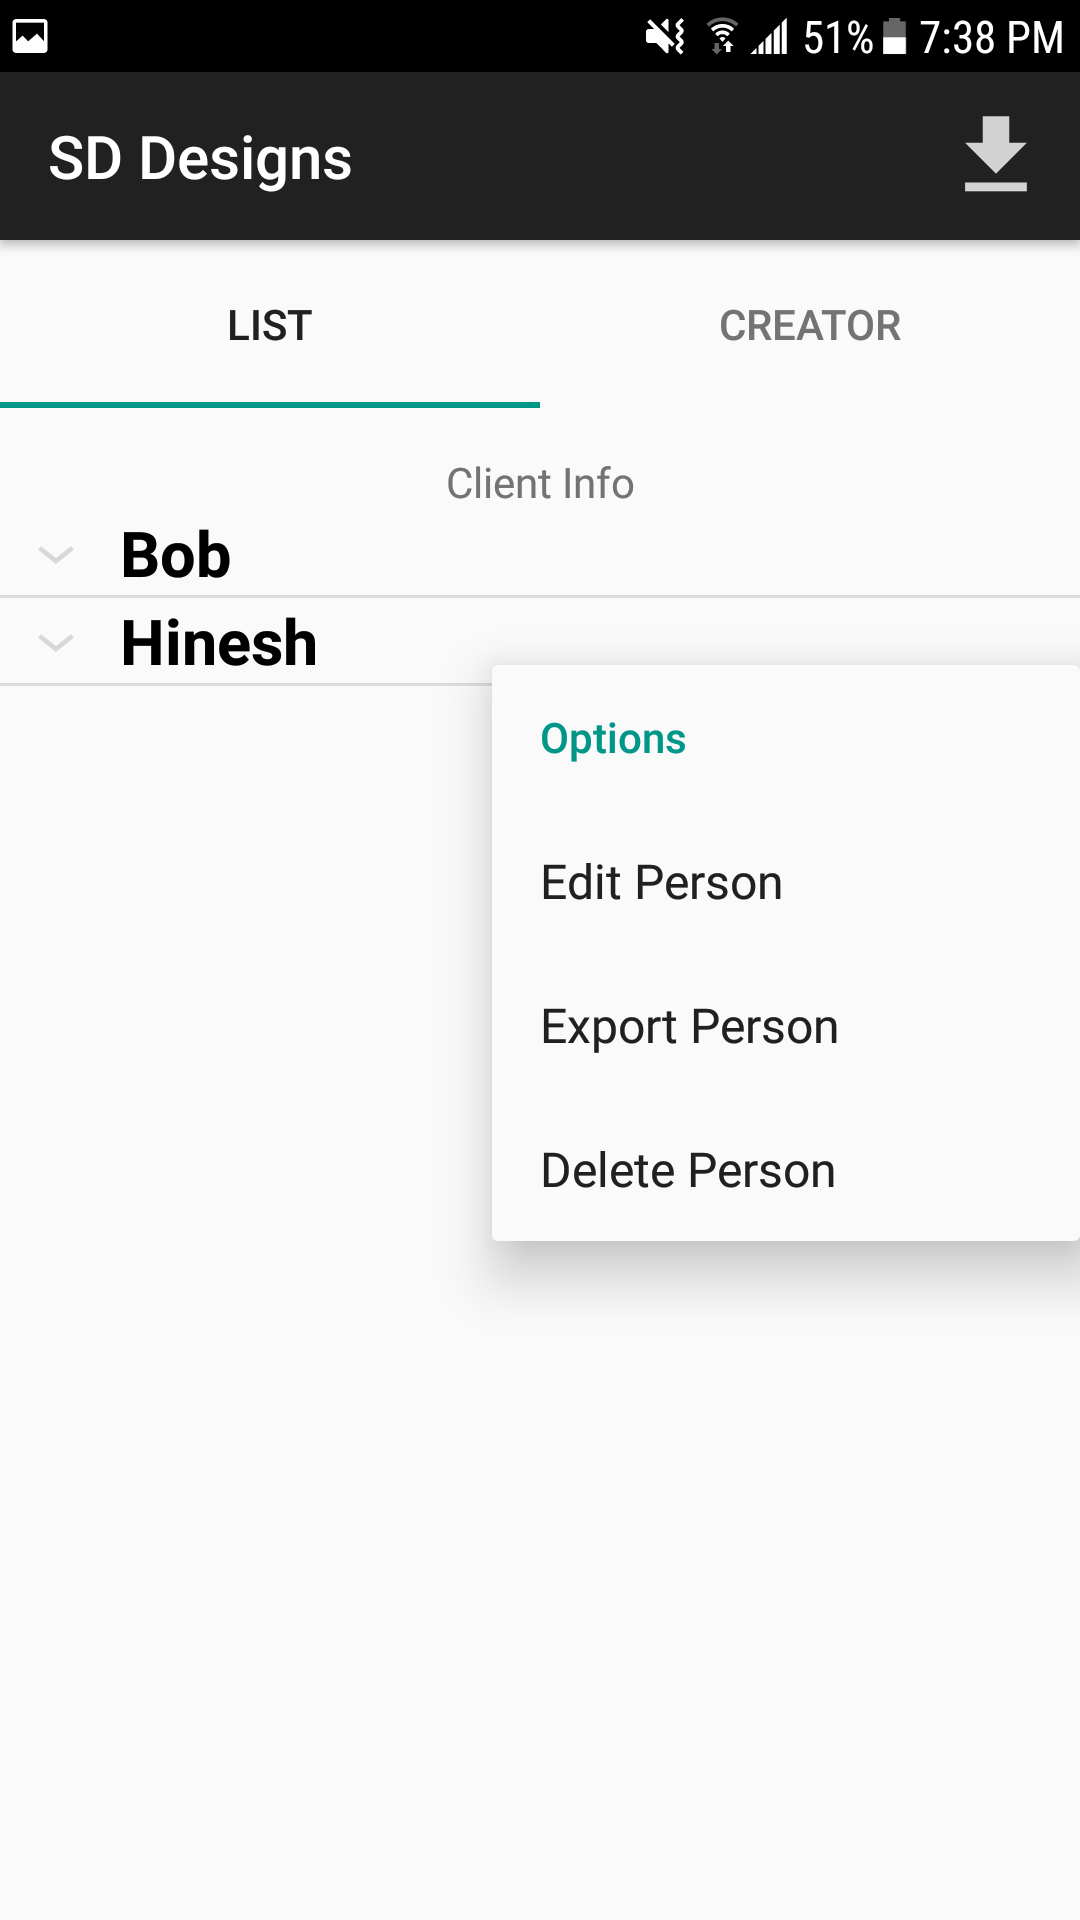 51% 7:38 PM
SD Designs
LIST CREATOR
Client Info
Bob
Hinesh
Options
Edit Person
Export Person
Delete Person